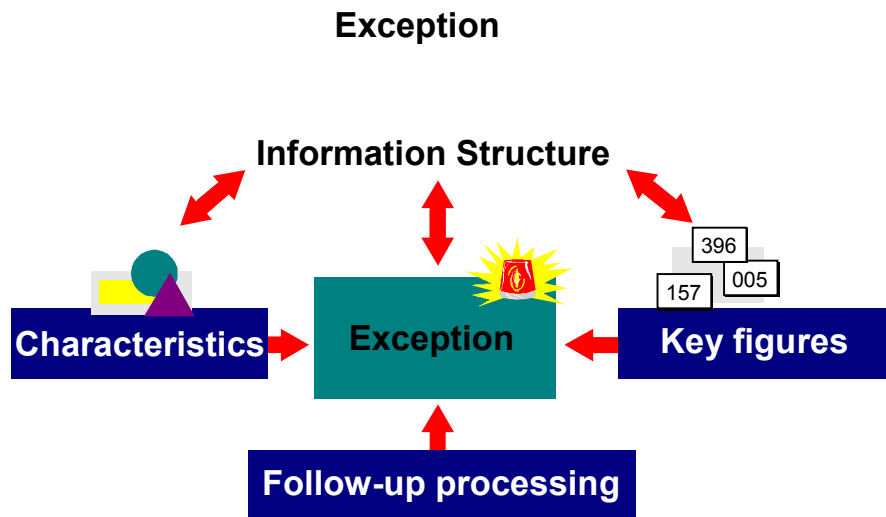 Exception
Information Structure
396
005
157
Characteristics
Exception
Key figures
Follow-up processing